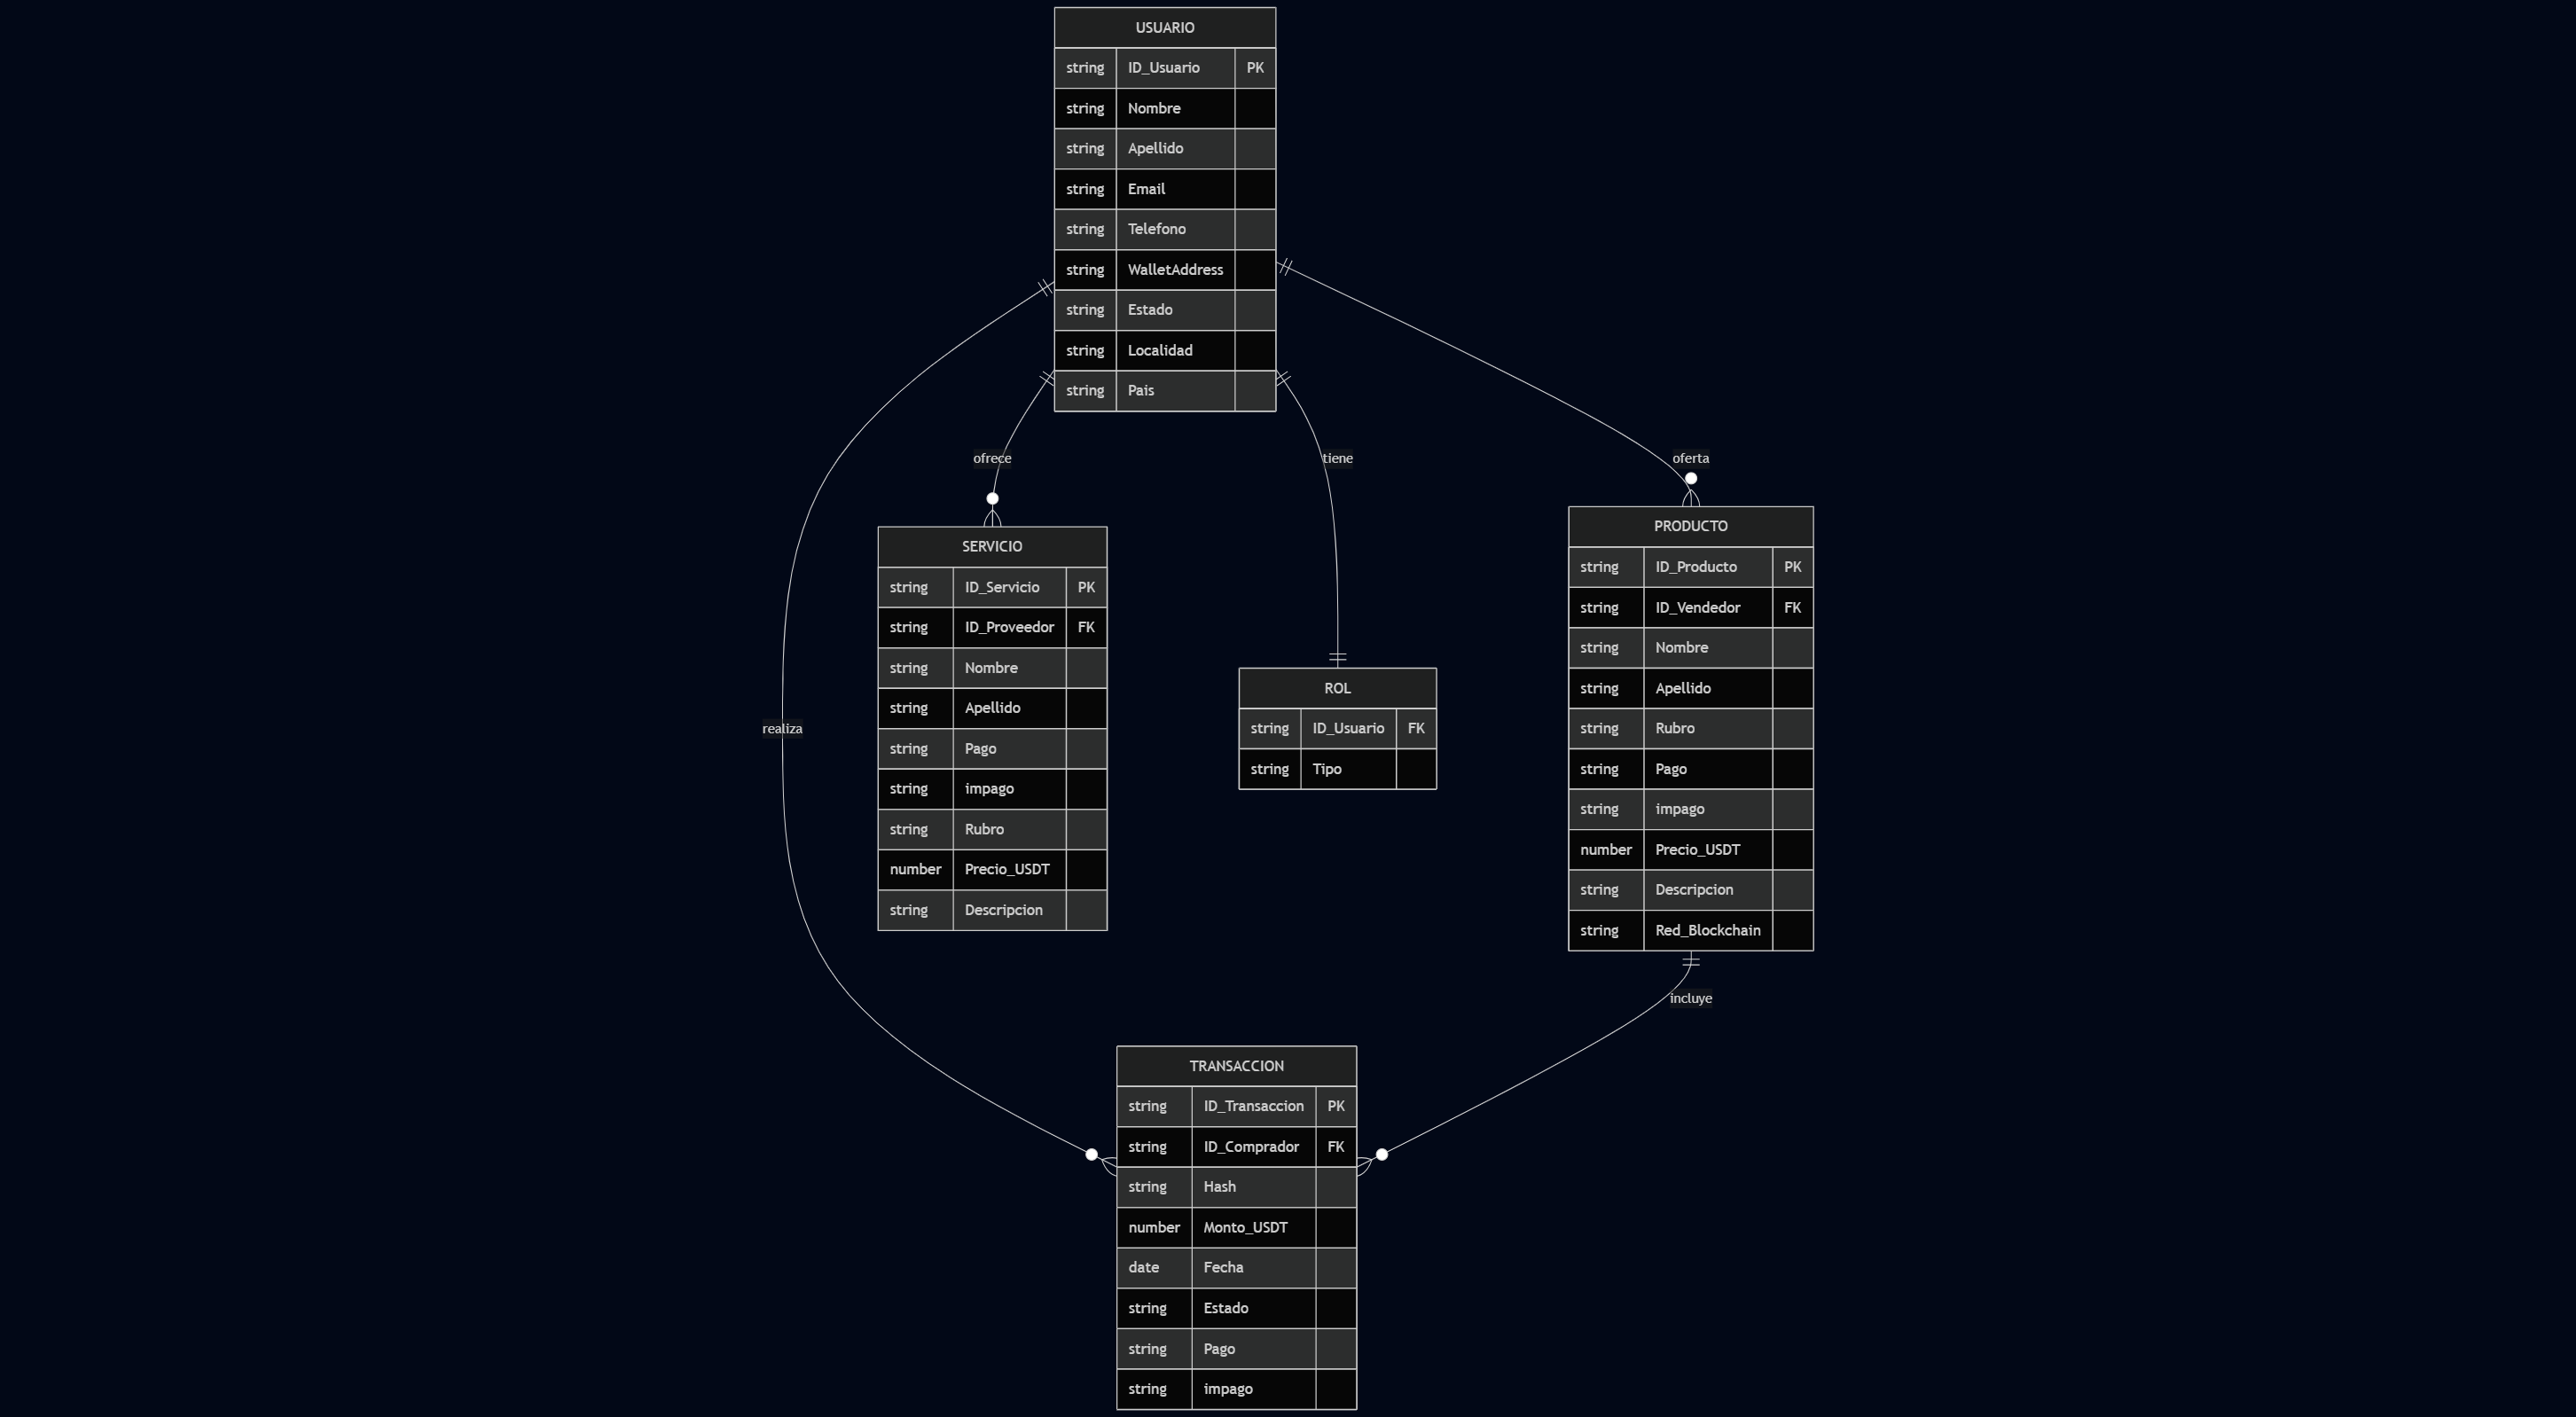 USUARIO
string ID_Usuario PK
string Nombre
string Apellido
string Email
string Telefono
string WalletAddress
string Estado
string Localidad
string Pais
ofrece
tiene
oferta
realiza
SERVICIO
string ID_Servicio PK
string ID_Proveedor FK
string Nombre
string Apellido
string Pago
string impago
string Rubro
number Precio_USDT
string Descripcion
ROL
string ID_Usuario FK
string Tipo
PRODUCTO
string ID_Producto PK
string ID_Vendedor FK
string Nombre
string Apellido
string Rubro
string Pago
string impago
number Precio_USDT
string Descripcion
string Red_Blockchain
incluye
TRANSACCION
string ID_Transaccion PK
string ID_Comprador FK
string Hash
number Monto_USDT
date Fecha
string Estado
string Pago
string impago